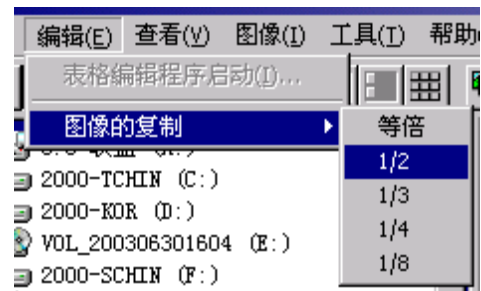 编辑(E) 查看(V) 图像(I) 工具(T) 帮助
表格编辑程序启动(I)...
图像的复制
等倍
1/2
1/3
1/4
1/8
2000-TCHIN (C:)
2000-KOR (D:)
VOL_200306301604 (E:)
2000-SCHIN (F:)